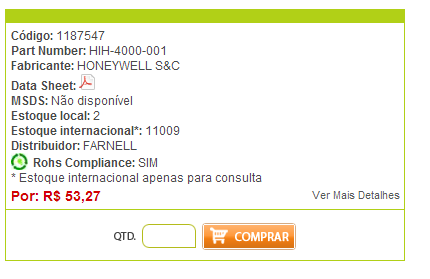 Código: 1187547
Part Number: HIH-4000-001
Fabricante: HONEYWELL S&C
Data Sheet:
MSDS: Não disponível
Estoque local: 2
Estoque internacional*: 11009
Distribuidor: FARNELL
Rohs Compliance: SIM
* Estoque internacional apenas para consulta
Por: R$ 53,27 Ver Mais Detalhes
QTD. COMPRAR